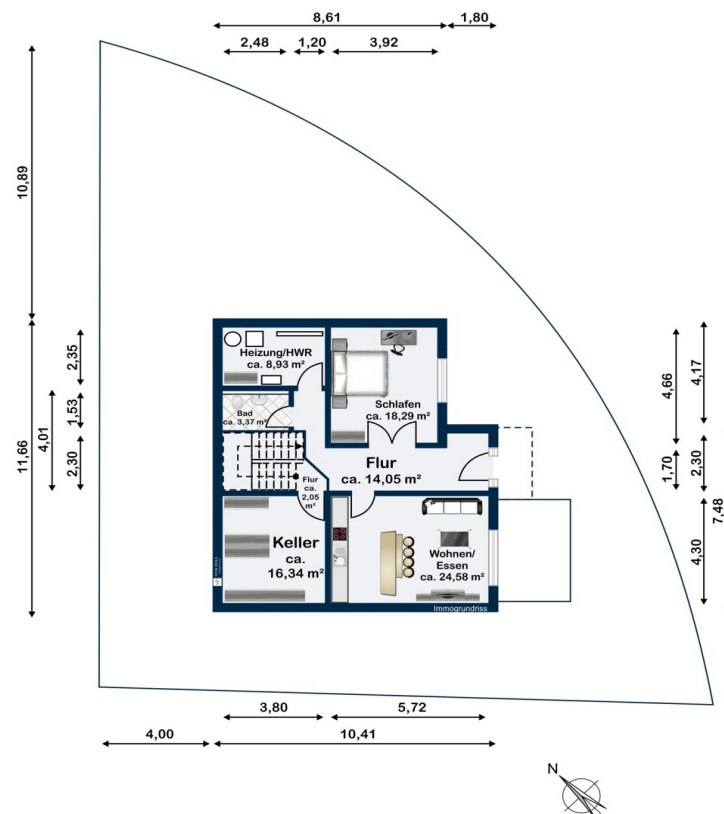 8,61
1,80
2,48
1,20
3,92
10,89
11,66
2,35
4,01
1,53
2,30
4,66
4,17
1,70
2,30
7,48
4,30
Heizung/HWR
ca. 8,93 m²
Schlafen
ca. 18,29 m²
Bad
ca. 3,37 m²
Flur
ca. 14,05 m²
Flur
ca.
2,05
m²
Keller
ca.
16,34 m²
Wohnen/
Essen
ca. 24,58 m²
Immogrundriss
3,80
5,72
4,00
10,41
N